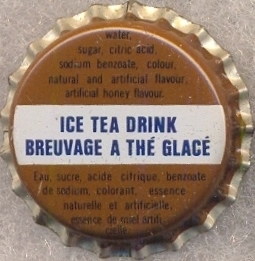 water,
sugar, citric acid,
sodium benzoate, colour,
natural and artificial flavour,
artificial honey flavour.
ICE TEA DRINK
BREUVAGE A THÉ GLACÉ
Eau, sucre, acide citrique, benzoate
de sodium, colorant, essence
naturelle et artificielle,
essence de miel artifi
cielle